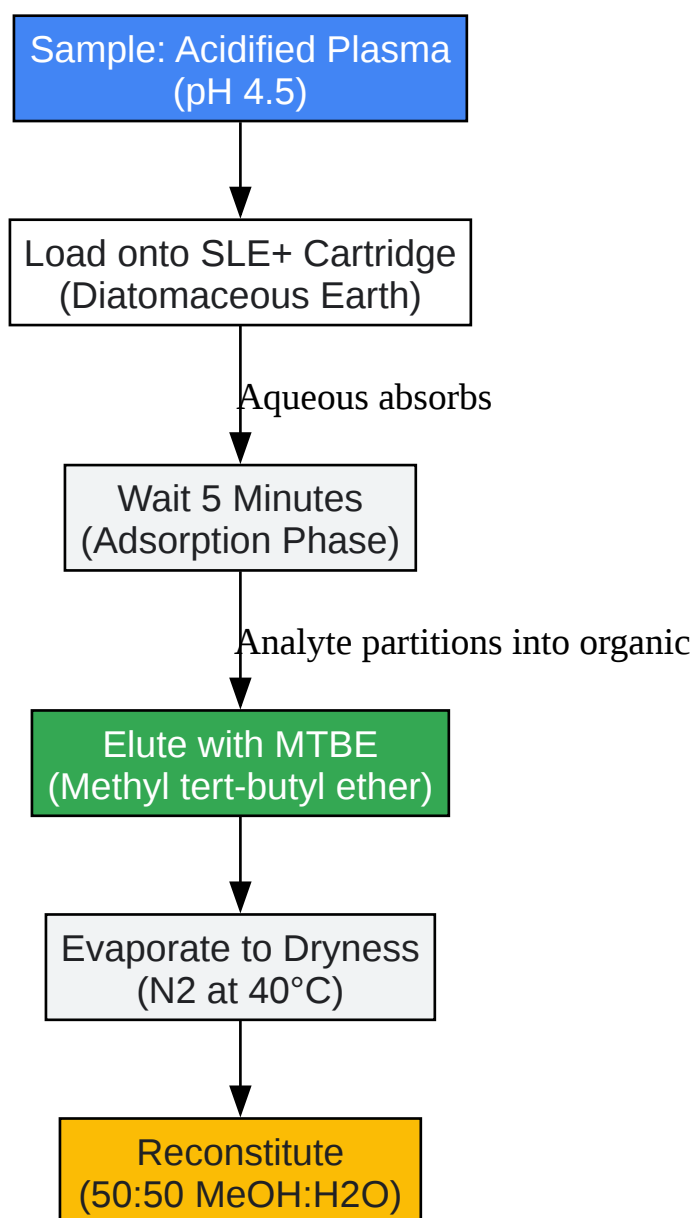 Sample: Acidified Plasma
(pH 4.5)
Load onto SLE+ Cartridge
(Diatomaceous Earth)
Aqueous absorbs
Wait 5 Minutes
(Adsorption Phase)
Analyte partitions into organic
Elute with MTBE
(Methyl tert-butyl ether)
Evaporate to Dryness
(N2 at 40°C)
Reconstitute
(50:50 MeOH:H2O)